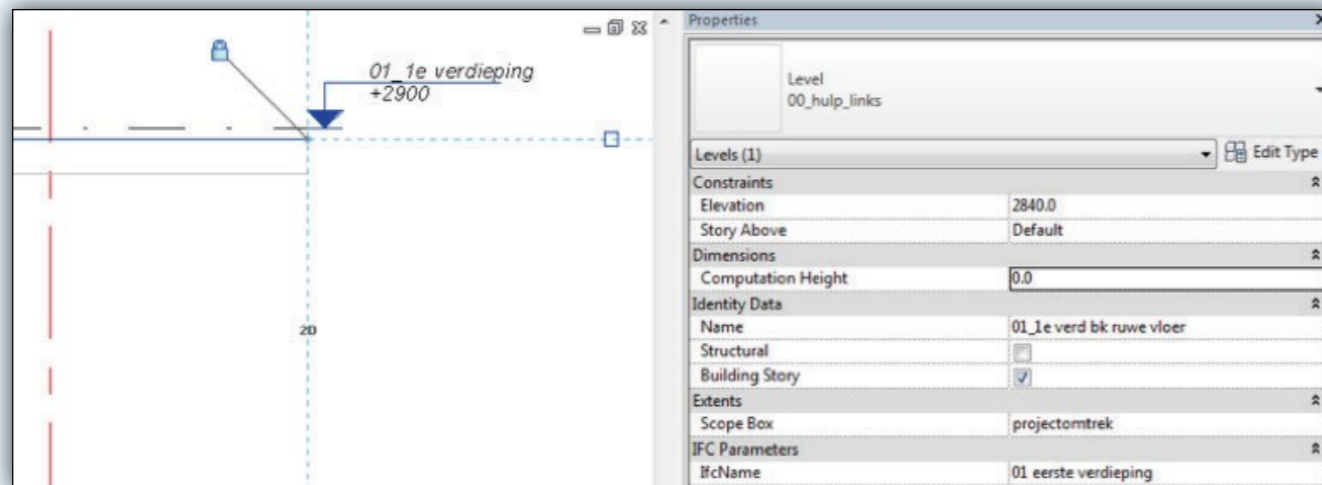 01_1e verdieping
+2900
20
Properties
Level
00_hulp_links
Levels (1)
Edit Type
Constraints
Elevation 2840.0
Story Above Default
Dimensions
Computation Height 0.0
Identity Data
Name 01_1e verd bk ruwe vloer
Structural
Building Story
Extents
Scope Box projectomtrek
IFC Parameters
IfcName 01 eerste verdieping